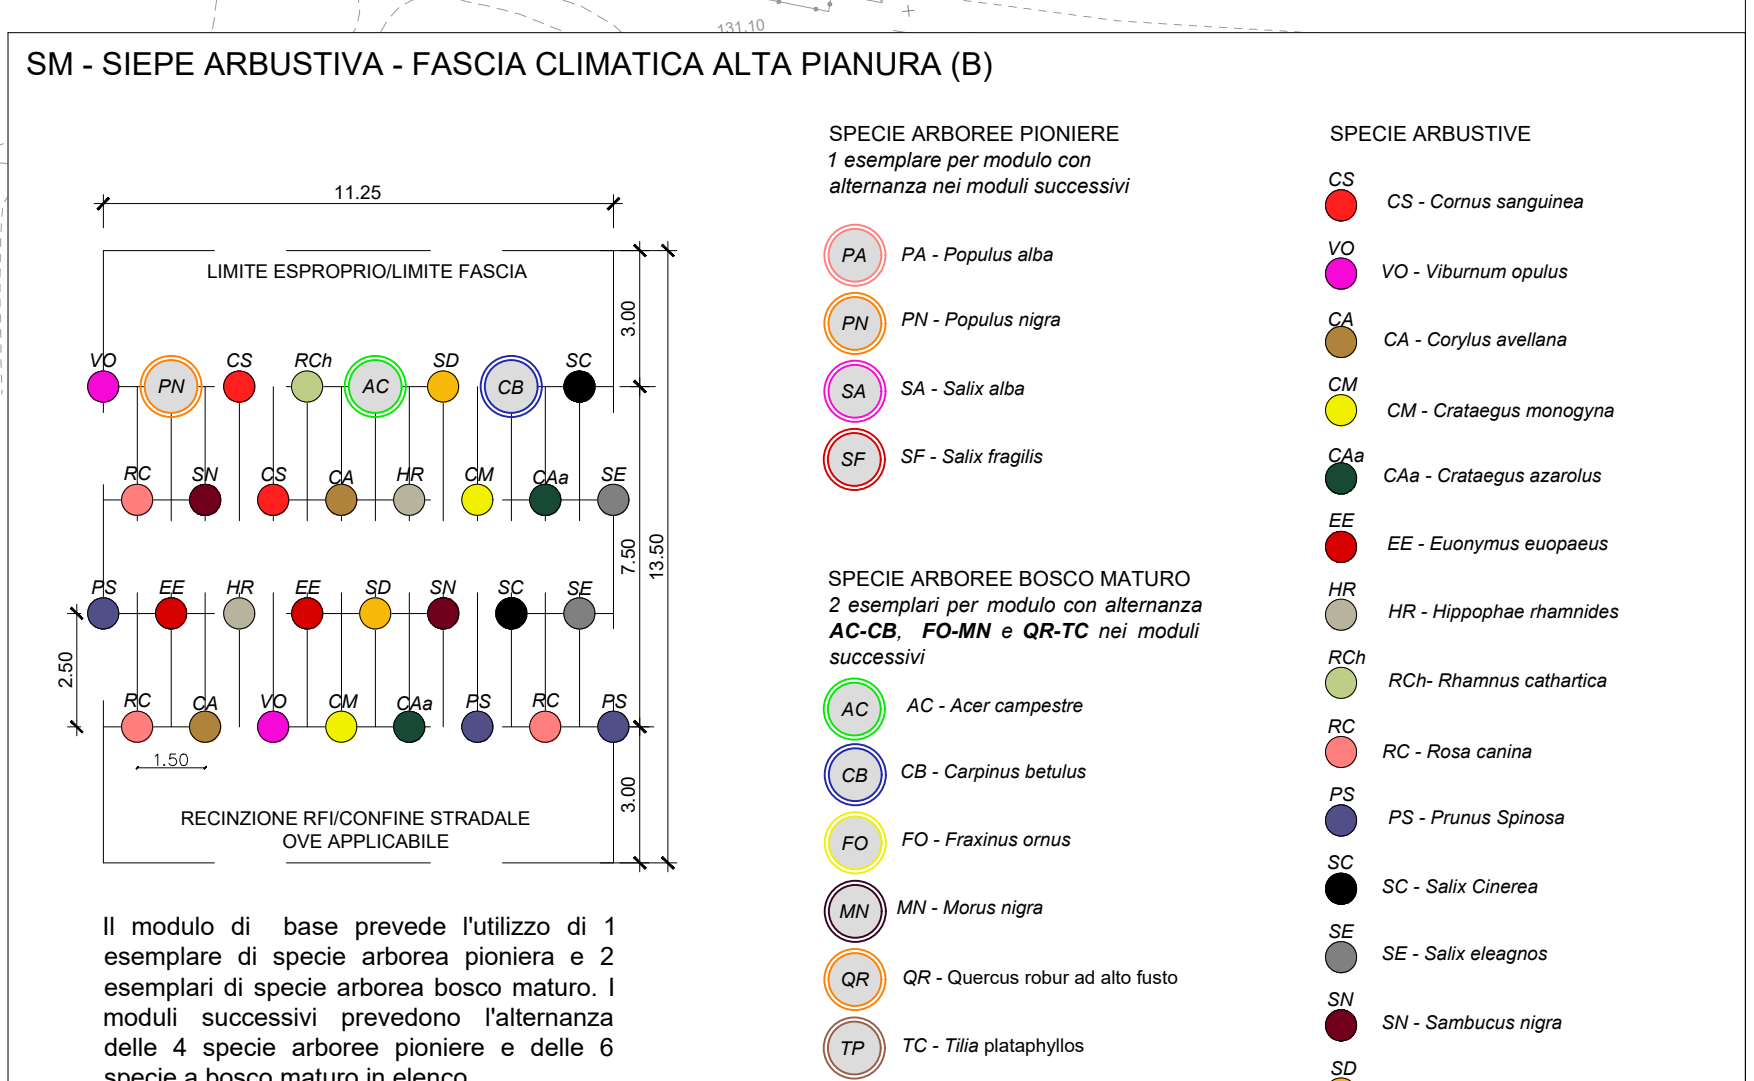 131.10
SM - SIEPE ARBUSTIVA - FASCIA CLIMATICA ALTA PIANURA (B)
11.25
LIMITE ESPROPRIO/LIMITE FASCIA
3.00
VO PN CS RCh AC SD CB SC
RC SN CS CA HR CM CAa SE
7.50
13.50
PS EE HR EE SD SN SC SE
2.50
RC CA VO CM CAa PS RC PS
1.50
3.00
RECINZIONE RFI/CONFINE STRADALE
OVE APPLICABILE
Il modulo di base prevede l'utilizzo di 1
esemplare di specie arborea pioniera e 2
esemplari di specie arborea bosco maturo. I
moduli successivi prevedono l'alternanza
delle 4 specie arboree pioniere e delle 6
specie a bosco maturo in elenco
SPECIE ARBOREE PIONIERE
1 esemplare per modulo con
alternanza nei moduli successivi
PA PA - Populus alba
PN PN - Populus nigra
SA SA - Salix alba
SF SF - Salix fragilis
SPECIE ARBOREE BOSCO MATURO
2 esemplari per modulo con alternanza
AC-CB, FO-MN e QR-TC nei moduli
successivi
AC AC - Acer campestre
CB CB - Carpinus betulus
FO FO - Fraxinus ornus
MN MN - Morus nigra
QR QR - Quercus robur ad alto fusto
TP TC - Tilia plataphyllos
SPECIE ARBUSTIVE
CS
CS - Cornus sanguinea
VO
VO - Viburnum opulus
CA
CA - Corylus avellana
CM
CM - Crataegus monogyna
CAa
CAa - Crataegus azarolus
EE
EE - Euonymus euopaeus
HR
HR - Hippophae rhamnides
RCh
RCh- Rhamnus cathartica
RC
RC - Rosa canina
PS
PS - Prunus Spinosa
SC
SC - Salix Cinerea
SE
SE - Salix eleagnos
SN
SN - Sambucus nigra
SD